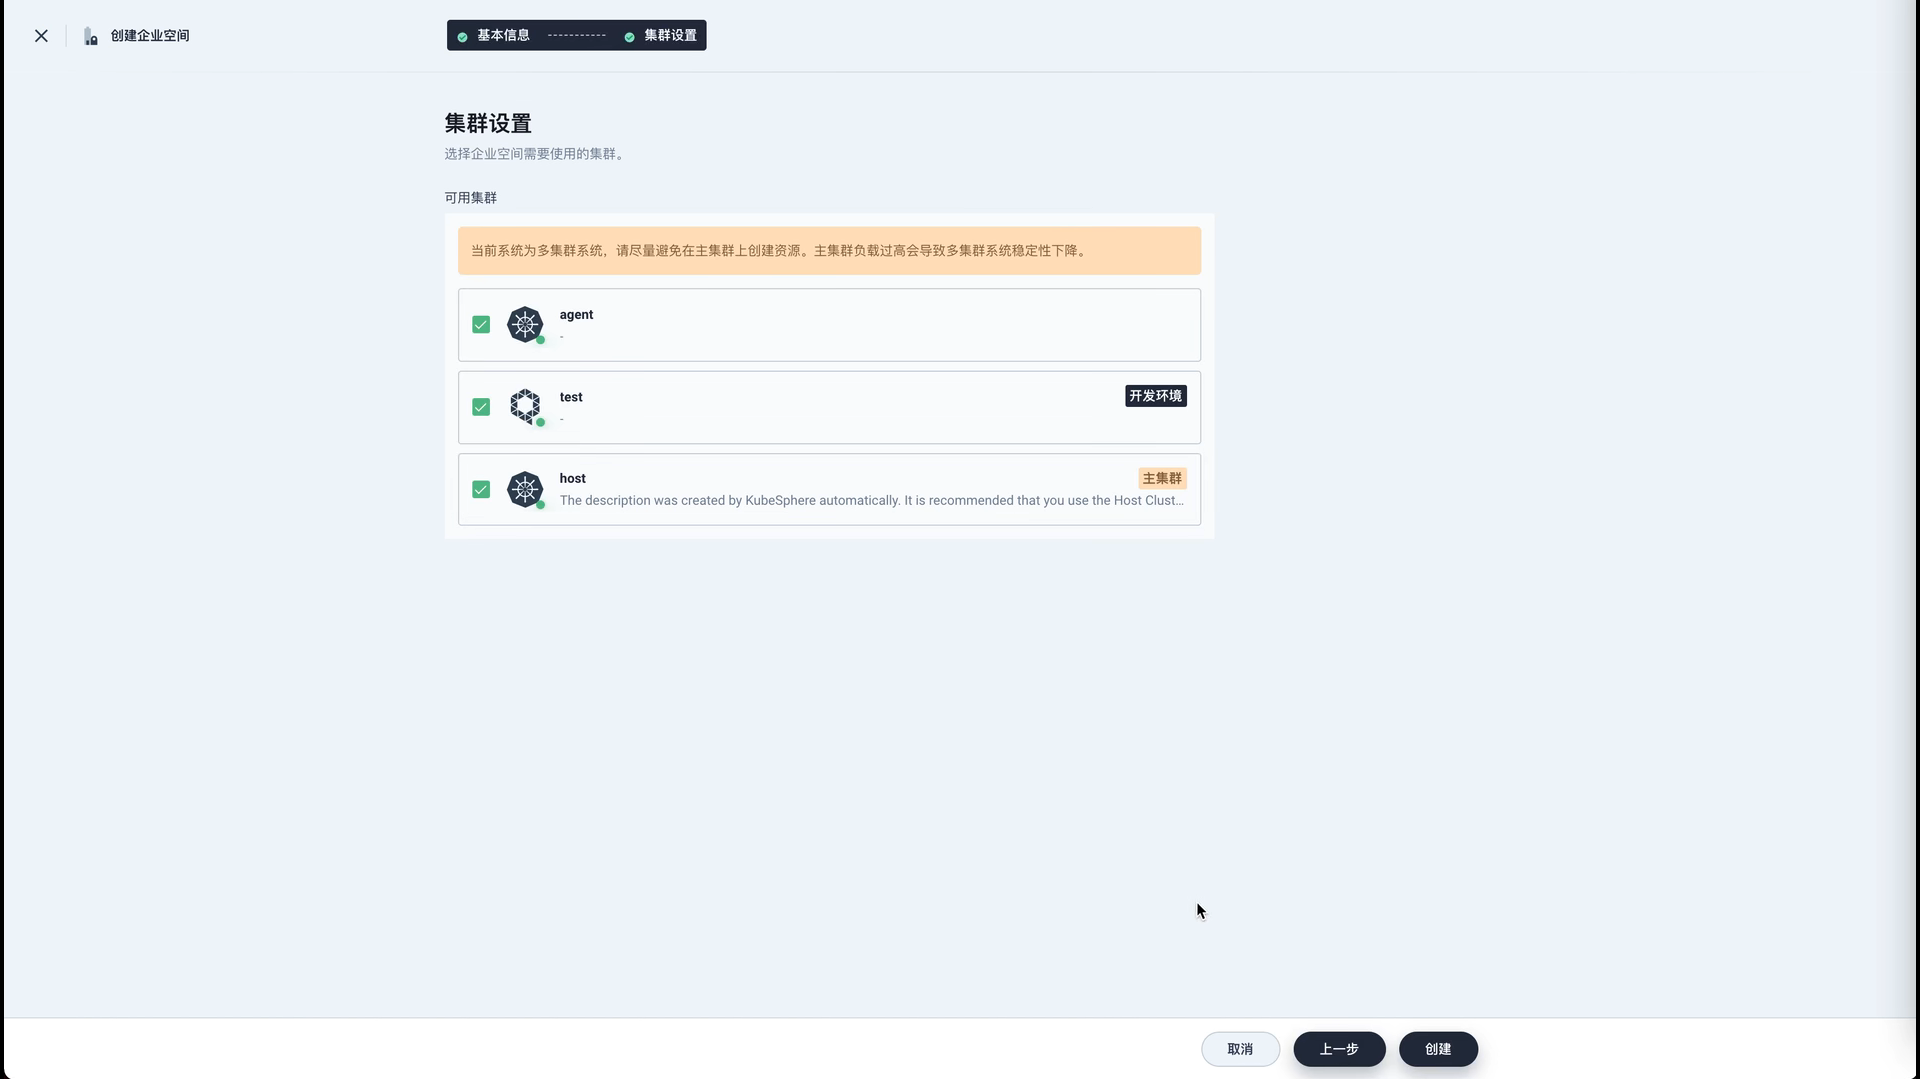 创建企业空间
基本信息
集群设置
集群设置
选择企业空间需要使用的集群。
可用集群
当前系统为多集群系统，请尽量避免在主集群上创建资源。主集群负载过高会导致多集群系统稳定性下降。
agent
-
test
开发环境
-
host
主集群
The description was created by KubeSphere automatically. It is recommended that you use the Host Clust...
取消
上一步
创建